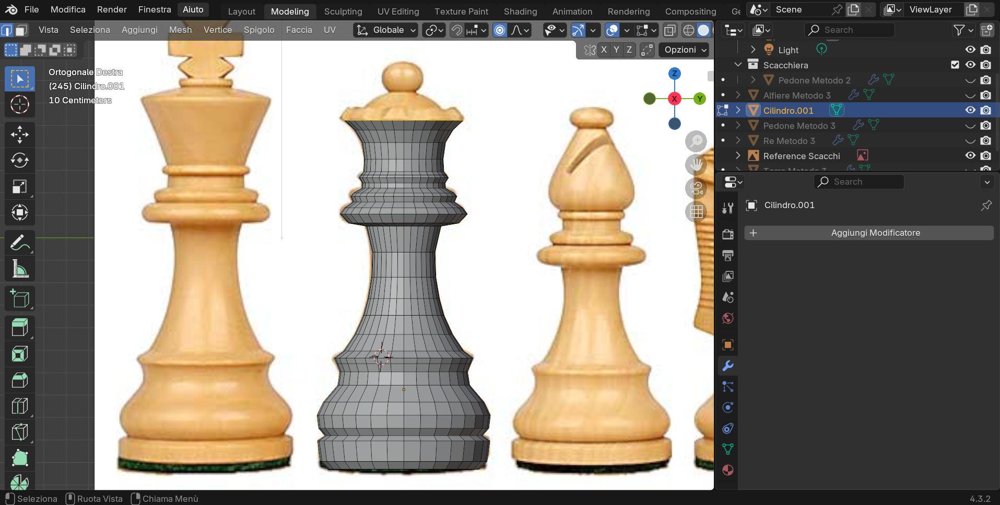 File Modifica Render Finestra Aiuto Layout Modeling Sculpting UV Editing Texture Paint Shading Animation Rendering Compositing Ge Scene ViewLayer
Vista Seleziona Aggiungi Mesh Vertice Spigolo Faccia UV Globale Search
X Y Z Opzioni
Ortogonale Destra
(245) Cilindro.001
10 Centimeters
Z
X
Y
Light
Scacchiera
Pedone Metodo 2
Alfiere Metodo 3
Cilindro.001
Pedone Metodo 3
Re Metodo 3
Reference Scacchi
Torre Metodo 3
Search
Cilindro.001
Aggiungi Modificatore
Seleziona Ruota Vista Chiama Menù 4.3.2